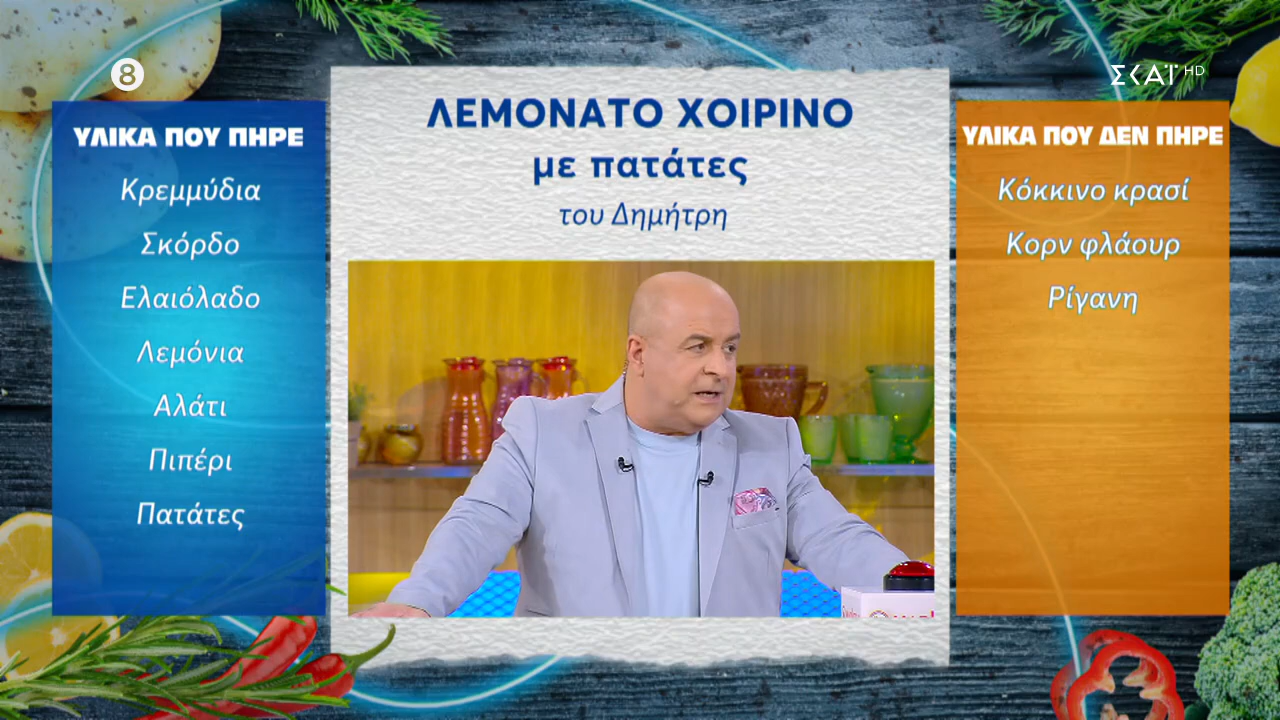 8
ΣΚΑΪ HD
ΛΕΜΟΝΑΤΟ ΧΟΙΡΙΝΟ
με πατάτες
του Δημήτρη
ΥΛΙΚΑ ΠΟΥ ΠΗΡΕ
Κρεμμύδια
Σκόρδο
Ελαιόλαδο
Λεμόνια
Αλάτι
Πιπέρι
Πατάτες
ΥΛΙΚΑ ΠΟΥ ΔΕΝ ΠΗΡΕ
Κόκκινο κρασί
Κορν φλάουρ
Ρίγανη